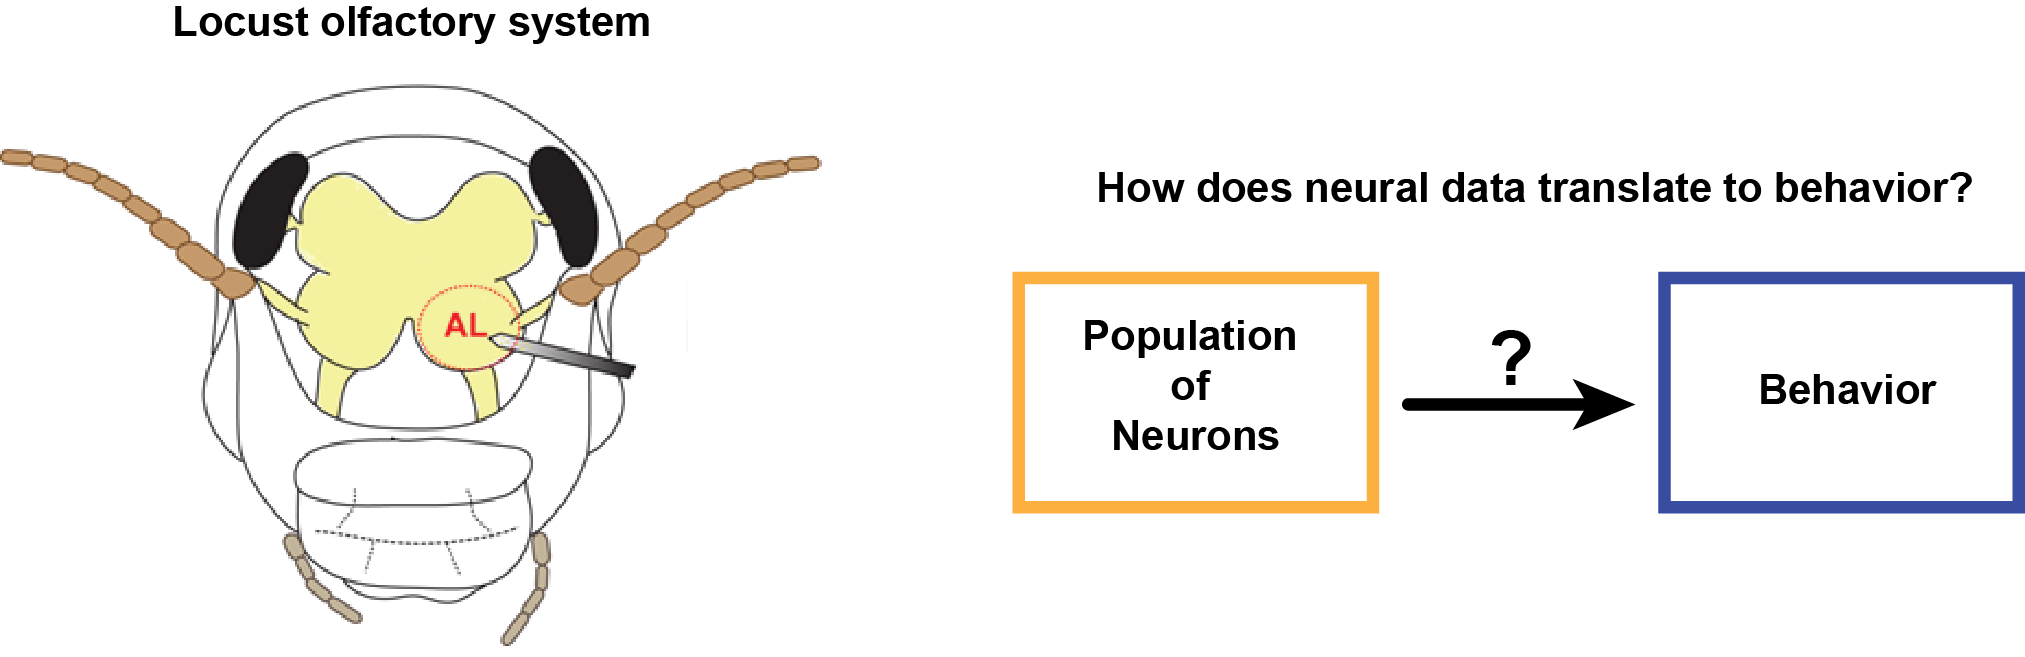 Locust olfactory system
AL
How does neural data translate to behavior?
Population
of
Neurons
?
Behavior